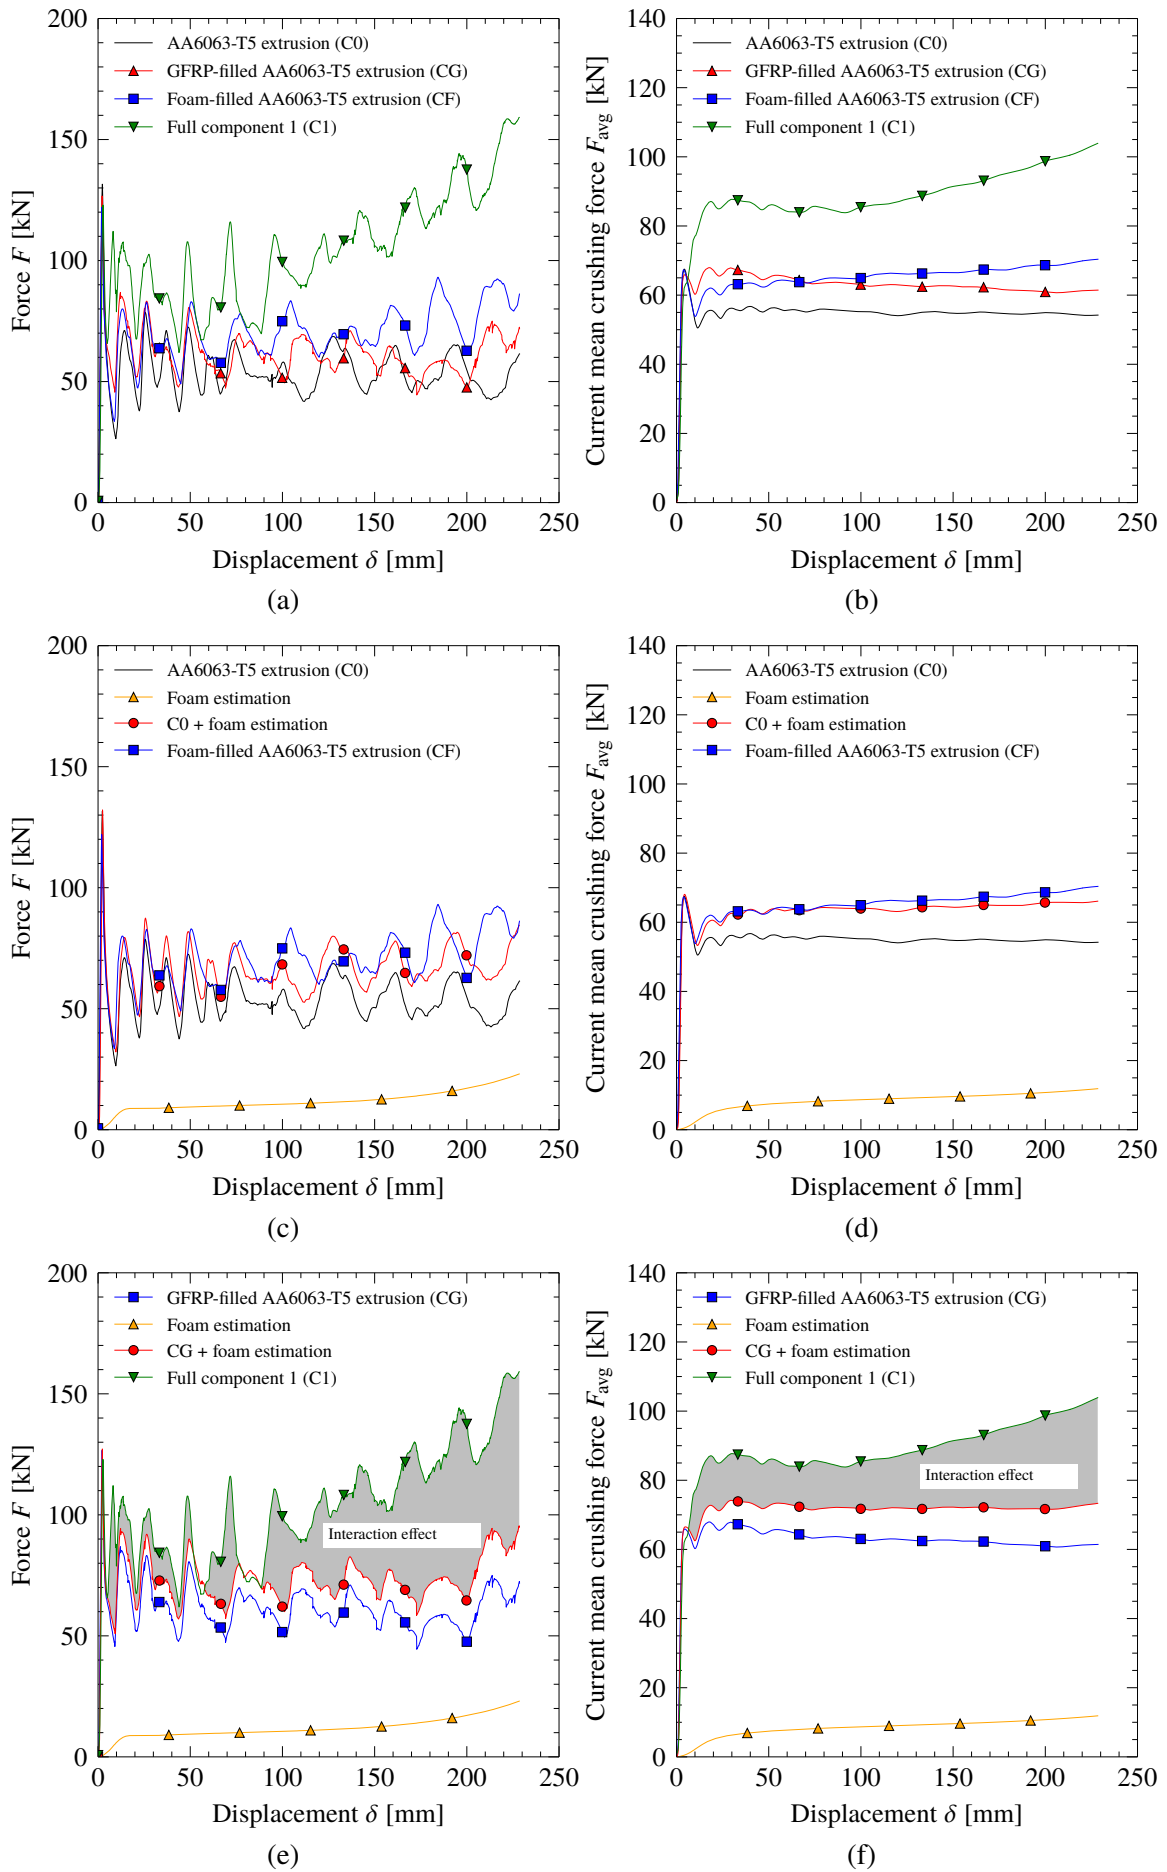 200
150
100
50
0
0 50 100 150 200 250
Force F [kN]
Displacement δ [mm]
AA6063-T5 extrusion (C0)
GFRP-filled AA6063-T5 extrusion (CG)
Foam-filled AA6063-T5 extrusion (CF)
Full component 1 (C1)
(a)
140
120
100
80
60
40
20
0
0 50 100 150 200 250
Current mean crushing force Favg [kN]
Displacement δ [mm]
AA6063-T5 extrusion (C0)
GFRP-filled AA6063-T5 extrusion (CG)
Foam-filled AA6063-T5 extrusion (CF)
Full component 1 (C1)
(b)
200
150
100
50
0
0 50 100 150 200 250
Force F [kN]
Displacement δ [mm]
AA6063-T5 extrusion (C0)
Foam estimation
C0 + foam estimation
Foam-filled AA6063-T5 extrusion (CF)
(c)
140
120
100
80
60
40
20
0
0 50 100 150 200 250
Current mean crushing force Favg [kN]
Displacement δ [mm]
AA6063-T5 extrusion (C0)
Foam estimation
C0 + foam estimation
Foam-filled AA6063-T5 extrusion (CF)
(d)
200
150
100
50
0
0 50 100 150 200 250
Force F [kN]
Displacement δ [mm]
GFRP-filled AA6063-T5 extrusion (CG)
Foam estimation
CG + foam estimation
Full component 1 (C1)
Interaction effect
(e)
140
120
100
80
60
40
20
0
0 50 100 150 200 250
Current mean crushing force Favg [kN]
Displacement δ [mm]
GFRP-filled AA6063-T5 extrusion (CG)
Foam estimation
CG + foam estimation
Full component 1 (C1)
Interaction effect
(f)